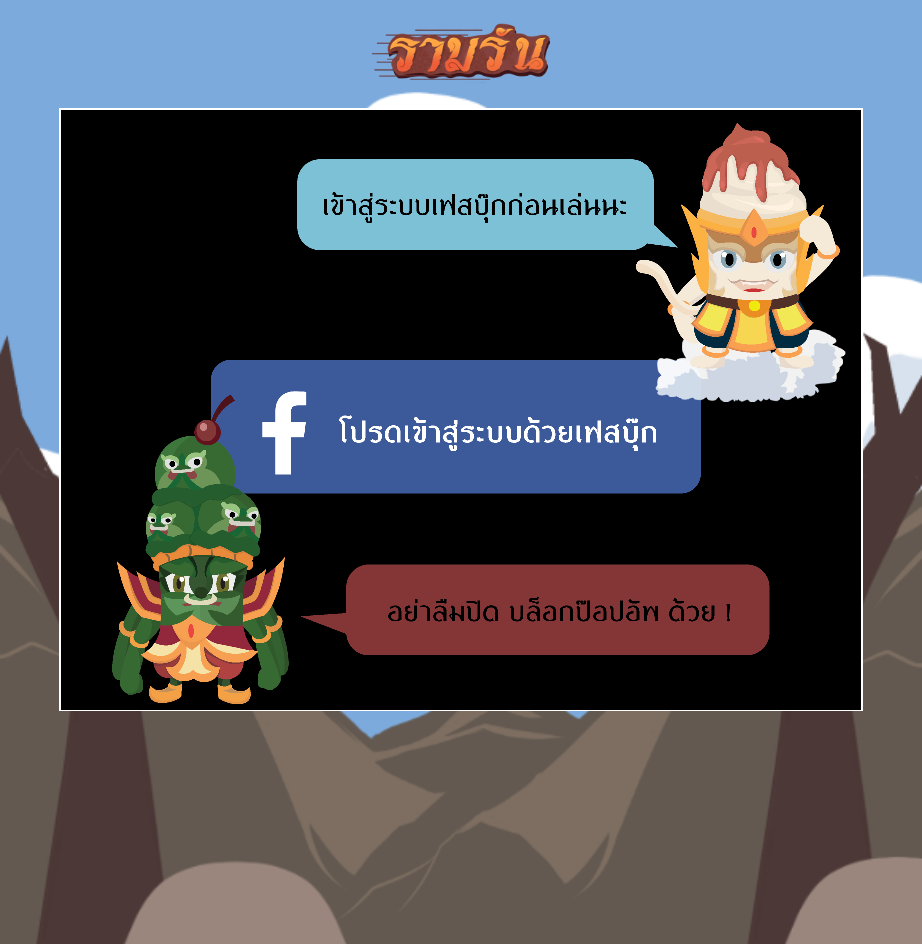 รามรัน
เข้าสู่ระบบเฟสบุ๊กก่อนเล่นนะ
โปรดเข้าสู่ระบบด้วยเฟสบุ๊ก
อย่าลืมปิด บล็อกป๊อปอัพ ด้วย !